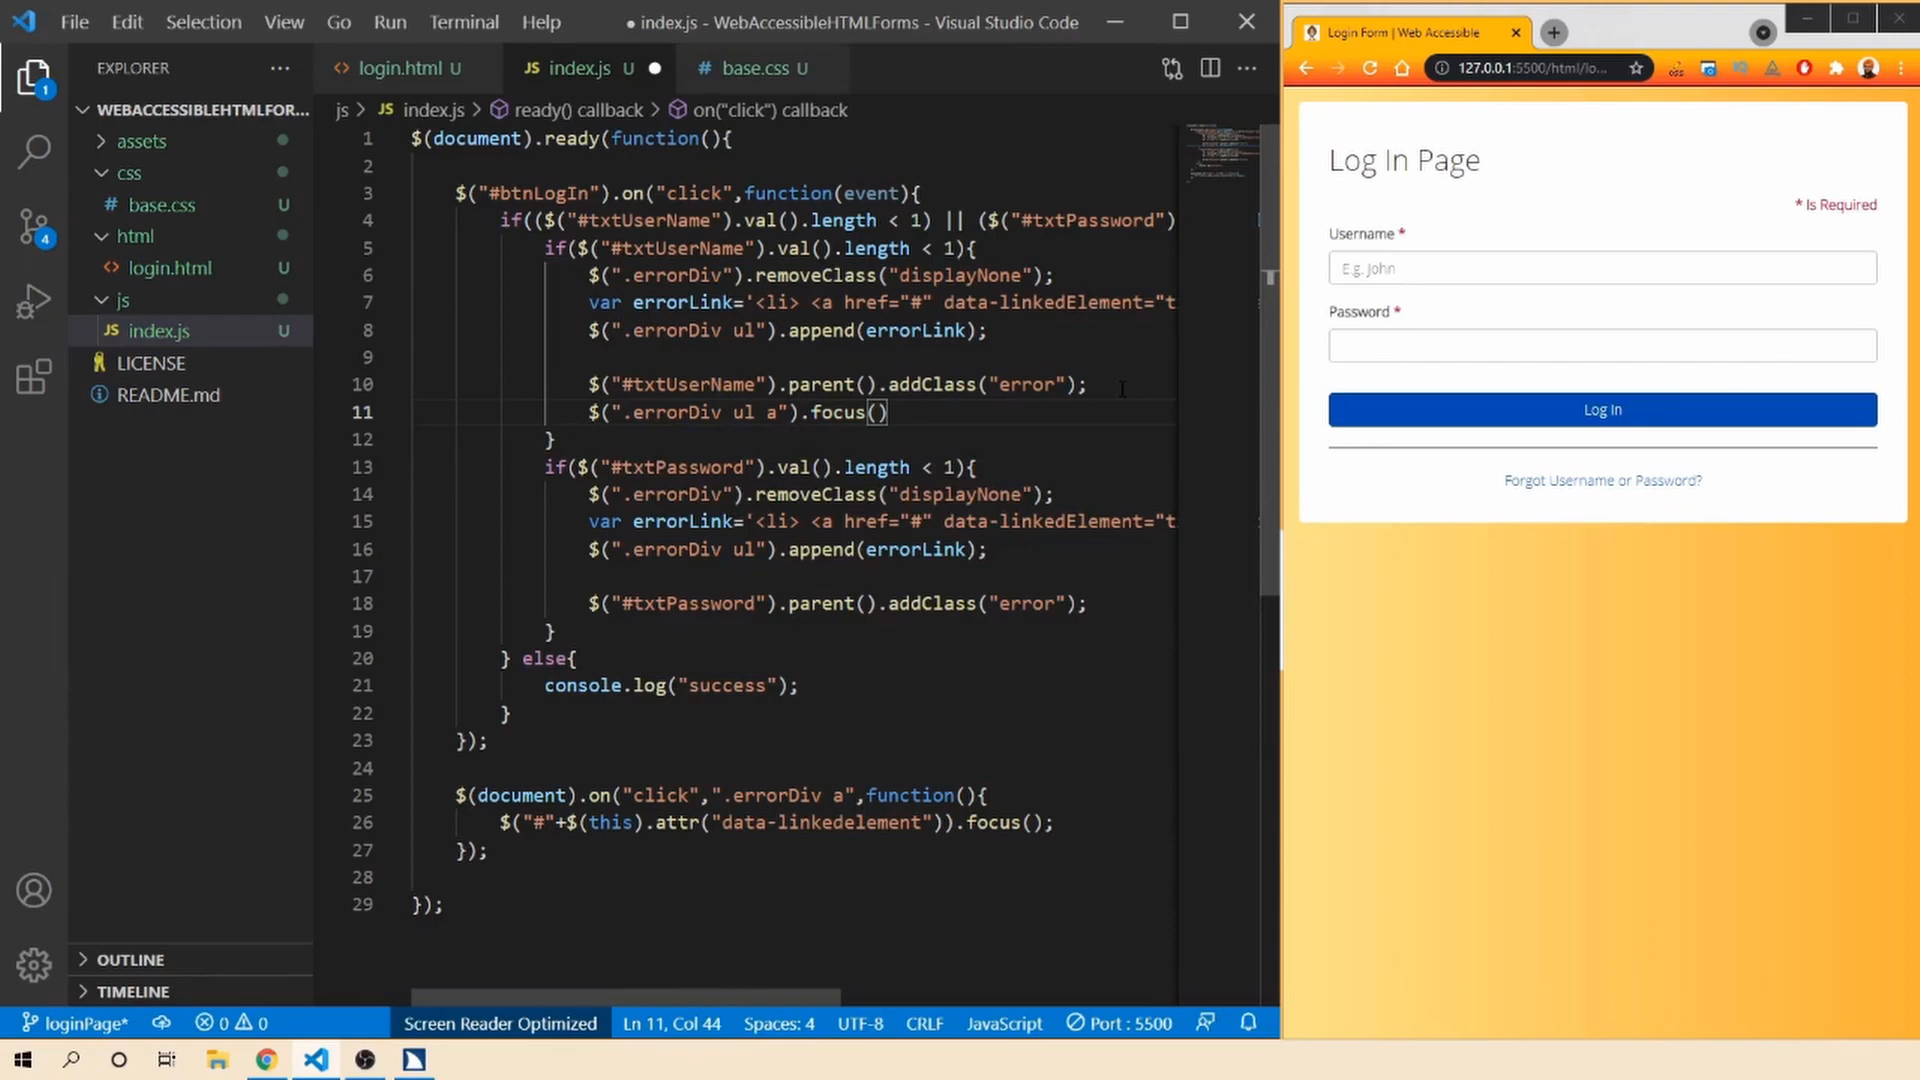 File Edit Selection View Go Run Terminal Help
● index.js - WebAccessibleHTMLForms - Visual Studio Code
EXPLORER
WEBACCESSIBLEHTMLFOR...
assets
css
# base.css U
html
<> login.html U
js
JS index.js U
LICENSE
README.md
OUTLINE
TIMELINE
1
4
<> login.html U
JS index.js U ●
# base.css U
js > JS index.js > ready() callback > on("click") callback
1 $(document).ready(function(){
2
3 $("#btnLogIn").on("click",function(event){
4 if(($("#txtUserName").val().length < 1) || ($("#txtPassword")
5 if($("#txtUserName").val().length < 1){
6 $(".errorDiv").removeClass("displayNone");
7 var errorLink='<li> <a href="#" data-linkedElement="t
8 $(".errorDiv ul").append(errorLink);
9
10 $("#txtUserName").parent().addClass("error");
11 $(".errorDiv ul a").focus()
12 }
13 if($("#txtPassword").val().length < 1){
14 $(".errorDiv").removeClass("displayNone");
15 var errorLink='<li> <a href="#" data-linkedElement="t
16 $(".errorDiv ul").append(errorLink);
17
18 $("#txtPassword").parent().addClass("error");
19 }
20 } else{
21 console.log("success");
22 }
23 });
24
25 $(document).on("click",".errorDiv a",function(){
26 $("#"+$(this).attr("data-linkedelement")).focus();
27 });
28
29 });
loginPage* 0 0 Screen Reader Optimized Ln 11, Col 44 Spaces: 4 UTF-8 CRLF JavaScript Port : 5500
Login Form | Web Accessible
127.0.0.1:5500/html/lo...
Log In Page
* Is Required
Username *
E.g. John
Password *
Log In
Forgot Username or Password?